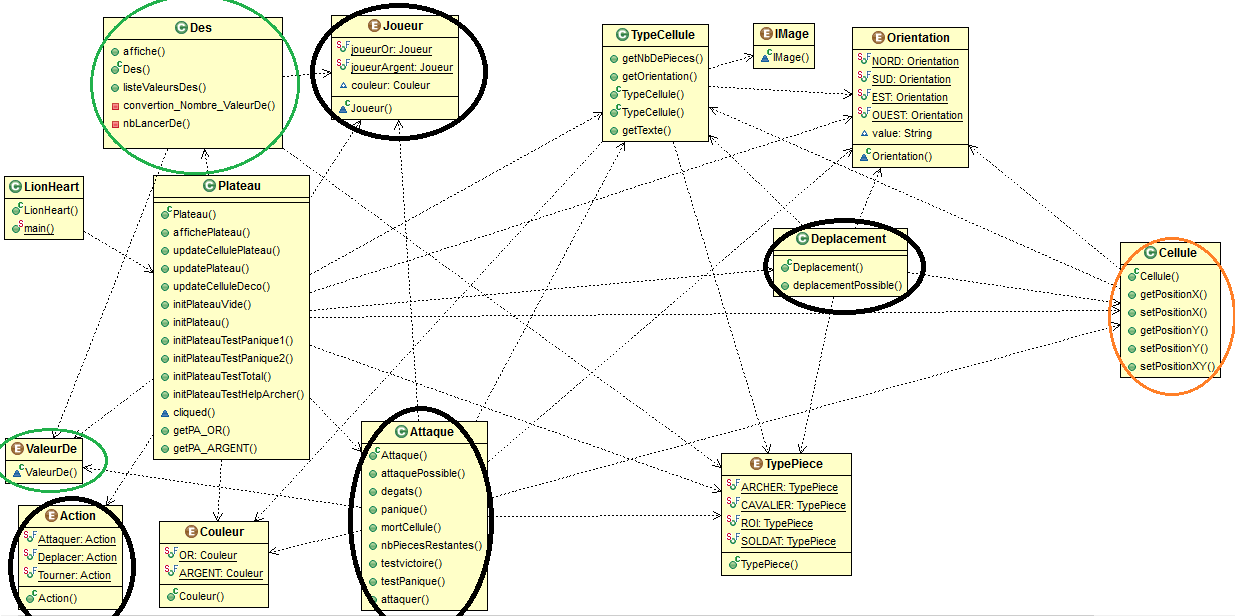 Des
affiche()
Des()
listeValeursDes()
convertion_Nombre_ValeurDe()
nbLancerDe()
Joueur
joueurOr: Joueur
joueurArgent: Joueur
couleur: Couleur
Joueur()
TypeCellule
getNbDePieces()
getOrientation()
TypeCellule()
TypeCellule()
getTexte()
IMage
IMage()
Orientation
NORD: Orientation
SUD: Orientation
EST: Orientation
OUEST: Orientation
value: String
Orientation()
LionHeart
LionHeart()
main()
Plateau
Plateau()
affichePlateau()
updateCellulePlateau()
updatePlateau()
updateCelluleDeco()
initPlateauVide()
initPlateau()
initPlateauTestPanique1()
initPlateauTestPanique2()
initPlateauTestTotal()
initPlateauTestHelpArcher()
cliqued()
getPA_OR()
getPA_ARGENT()
Deplacement
Deplacement()
deplacementPossible()
Cellule
Cellule()
getPositionX()
setPositionX()
getPositionY()
setPositionY()
setPositionXY()
ValeurDe
ValeurDe()
Action
Attaquer: Action
Deplacer: Action
Tourner: Action
Action()
Couleur
OR: Couleur
ARGENT: Couleur
Couleur()
Attaque
Attaque()
attaquePossible()
degats()
panique()
mortCellule()
nbPiecesRestantes()
testvictoire()
testPanique()
attaquer()
TypePiece
ARCHER: TypePiece
CAVALIER: TypePiece
ROI: TypePiece
SOLDAT: TypePiece
TypePiece()